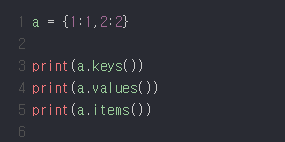 1 a = {1:1,2:2}
2
3 print(a.keys())
4 print(a.values())
5 print(a.items())
6